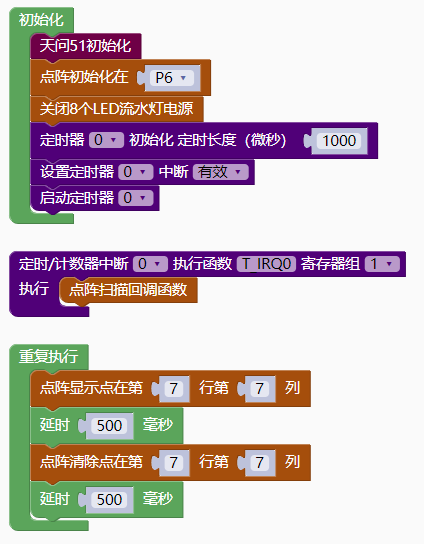 初始化
天问51初始化
点阵初始化在 P6
关闭8个LED流水灯电源
定时器 0 初始化 定时长度（微秒） 1000
设置定时器 0 中断 有效
启动定时器 0
定时/计数器中断 0 执行函数 T_IRQ0 寄存器组 1
执行 点阵扫描回调函数
重复执行
点阵显示点在第 7 行第 7 列
延时 500 毫秒
点阵清除点在第 7 行第 7 列
延时 500 毫秒